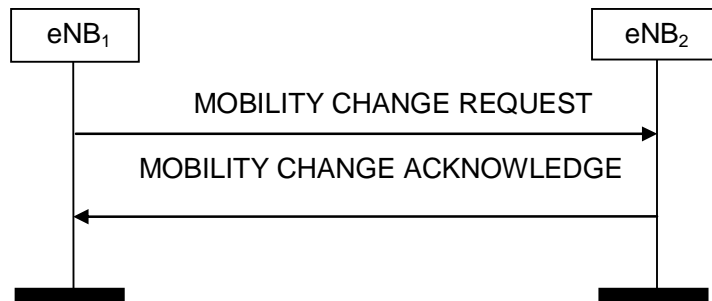 eNB₁
eNB₂
MOBILITY CHANGE REQUEST
MOBILITY CHANGE ACKNOWLEDGE